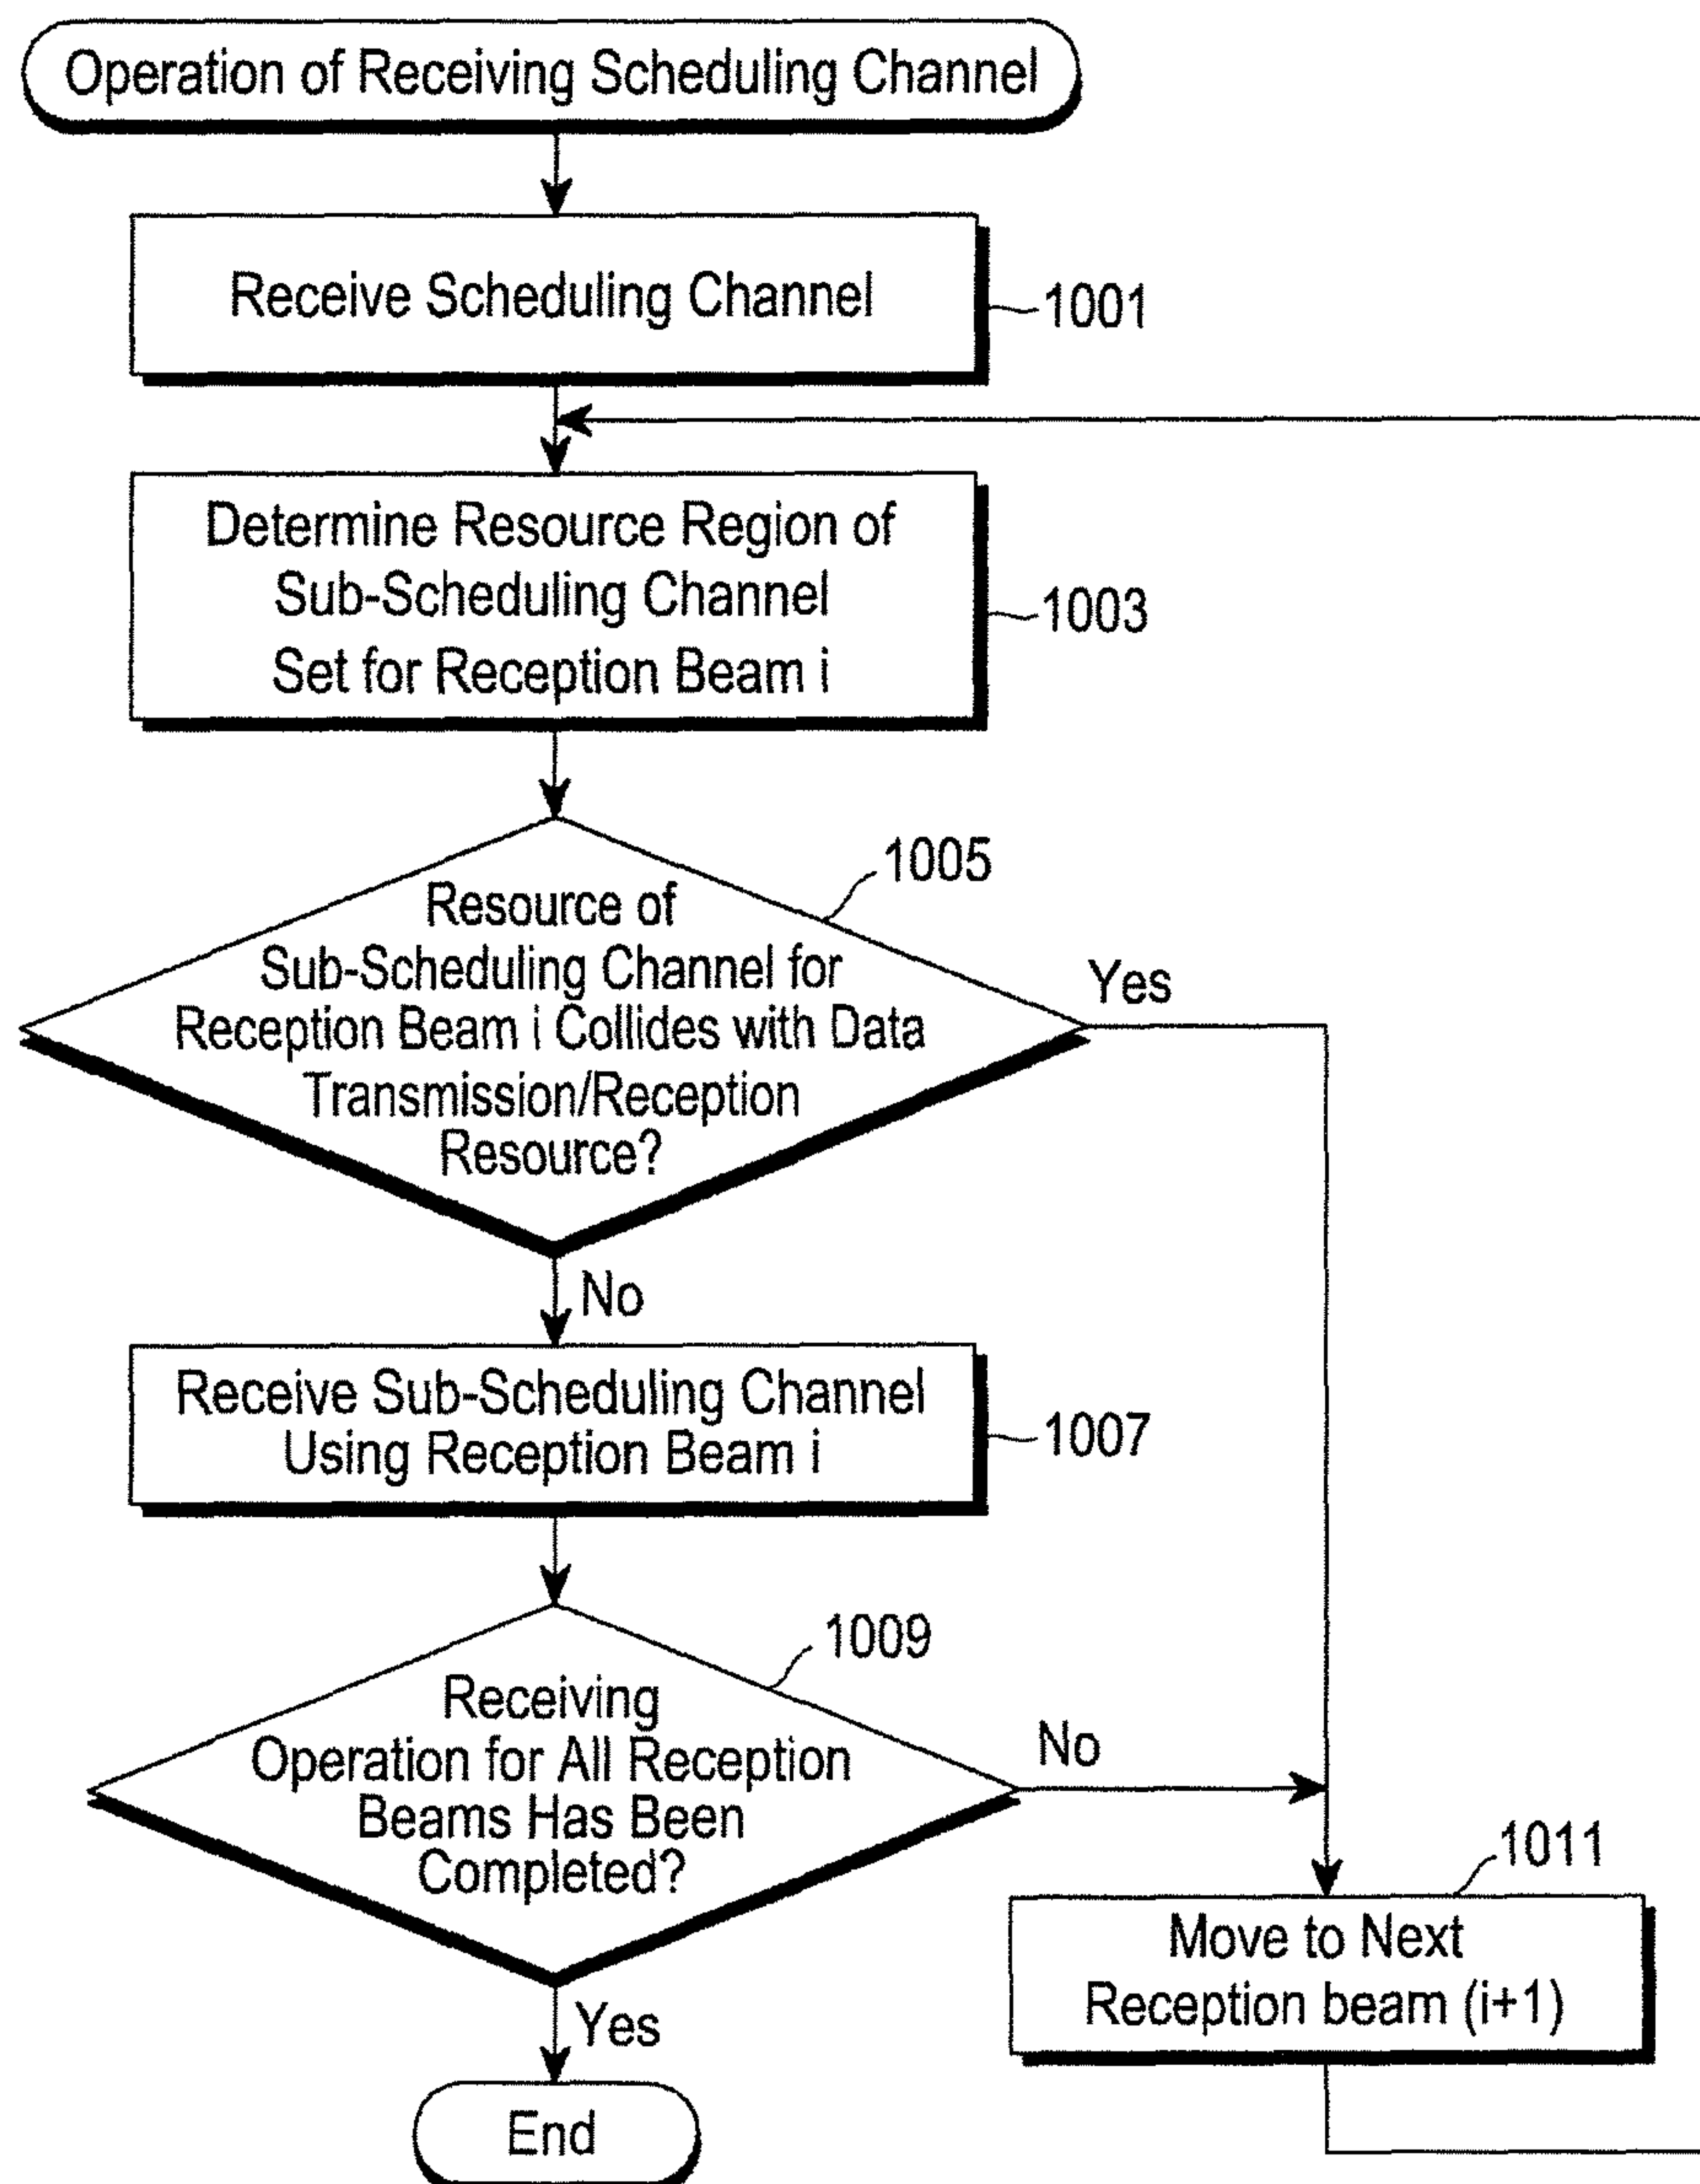 Operation of Receiving Scheduling Channel
Receive Scheduling Channel
1001
Determine Resource Region of
Sub-Scheduling Channel
Set for Reception Beam i
1003
1005
Resource of
Sub-Scheduling Channel for
Reception Beam i Collides with Data
Transmission/Reception
Resource?
Yes
No
Receive Sub-Scheduling Channel
Using Reception Beam i
1007
1009
Receiving
Operation for All Reception
Beams Has Been
Completed?
No
1011
Move to Next
Reception beam (i+1)
Yes
End